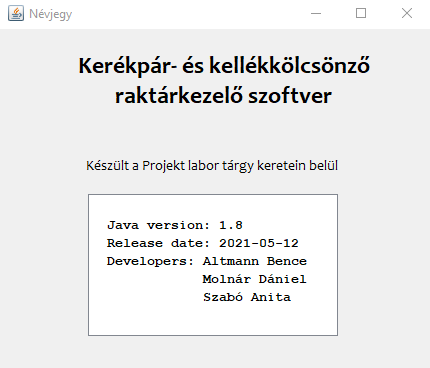 Névjegy
Kerékpár- és kellékkölcsönző
raktárkezelő szoftver
Készült a Projekt labor tárgy keretein belül
Java version: 1.8
Release date: 2021-05-12
Developers: Altmann Bence
Molnár Dániel
Szabó Anita